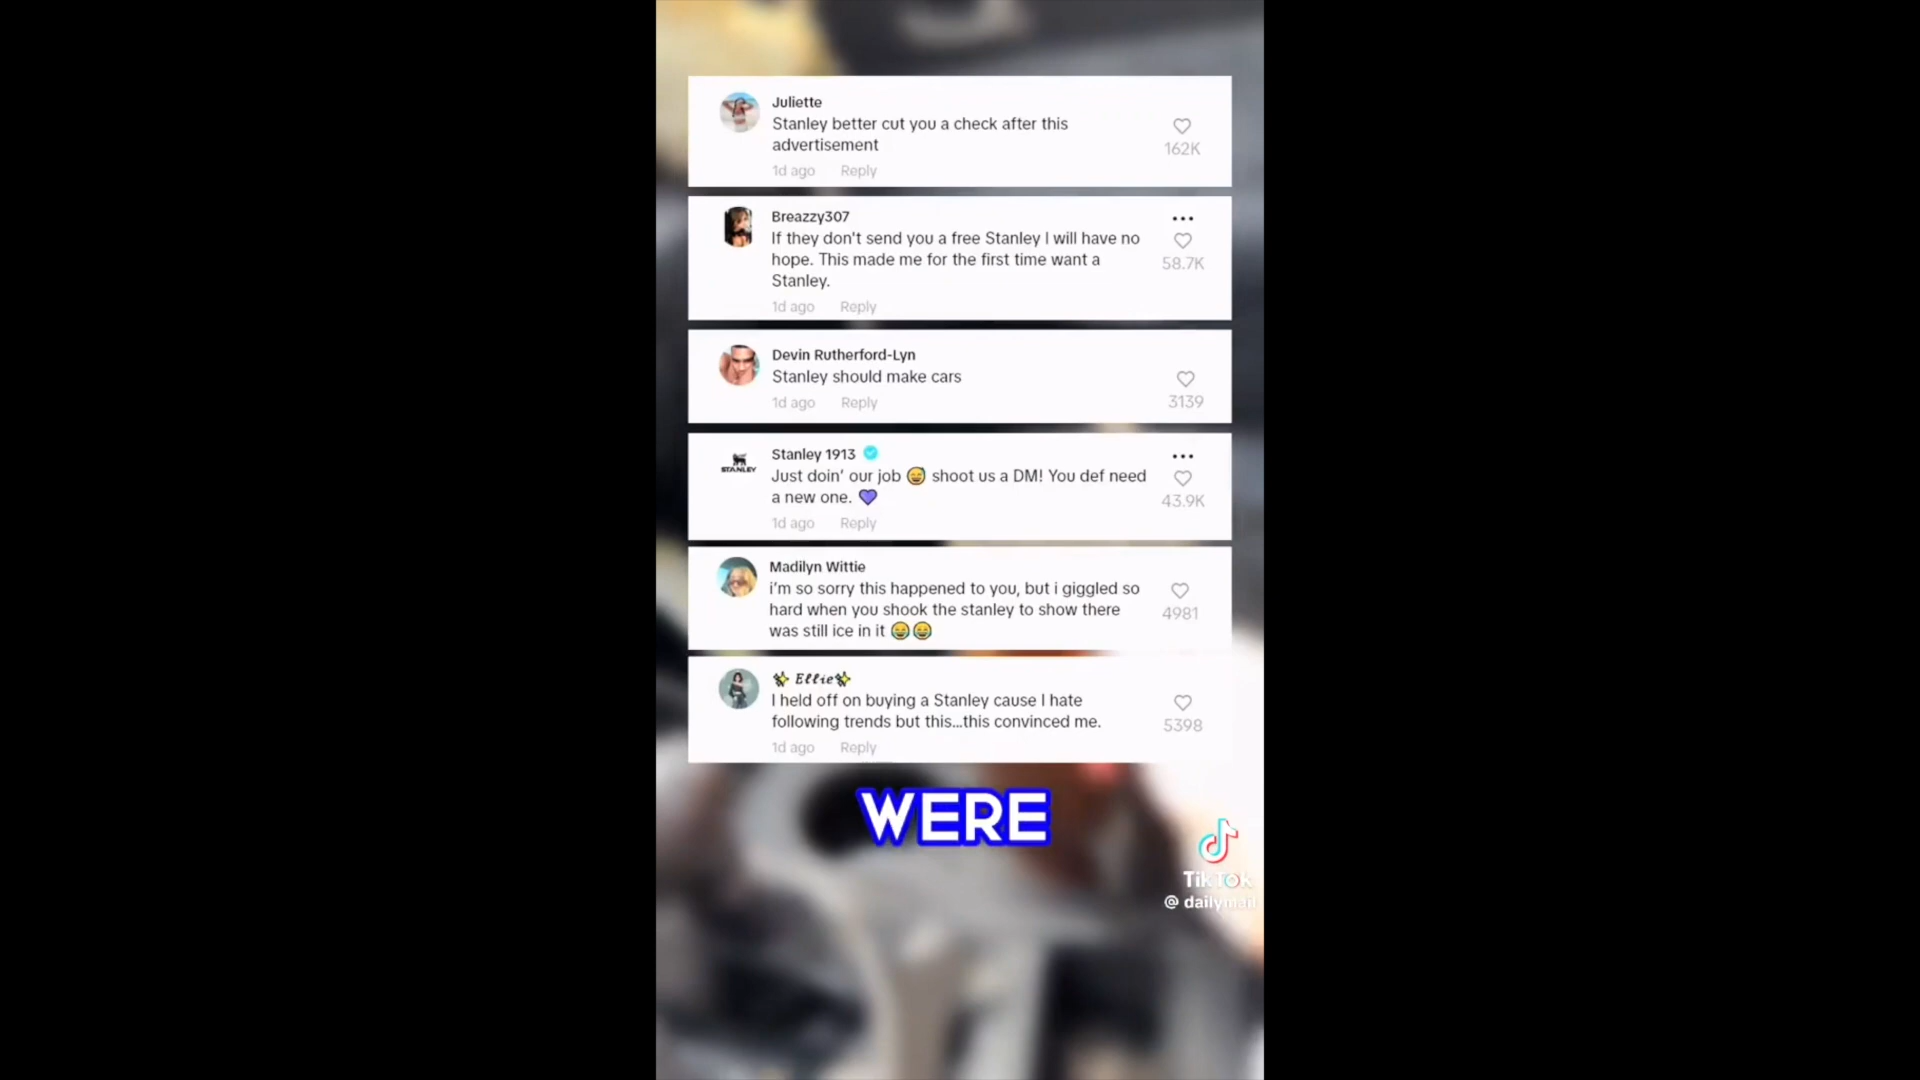 Juliette
Stanley better cut you a check after this
advertisement
162K
1d ago Reply
Breazzy307
If they don't send you a free Stanley I will have no
hope. This made me for the first time want a
Stanley.
58.7K
1d ago Reply
Devin Rutherford-Lyn
Stanley should make cars
3139
1d ago Reply
STANLEY
Stanley 1913
Just doin' our job 😅 shoot us a DM! You def need
a new one. 💜
43.9K
1d ago Reply
Madilyn Wittie
i'm so sorry this happened to you, but i giggled so
hard when you shook the stanley to show there
was still ice in it 😂😂
4981
✨ Ellie✨
I held off on buying a Stanley cause I hate
following trends but this...this convinced me.
5398
1d ago Reply
WERE
TikTok
@ dailymail